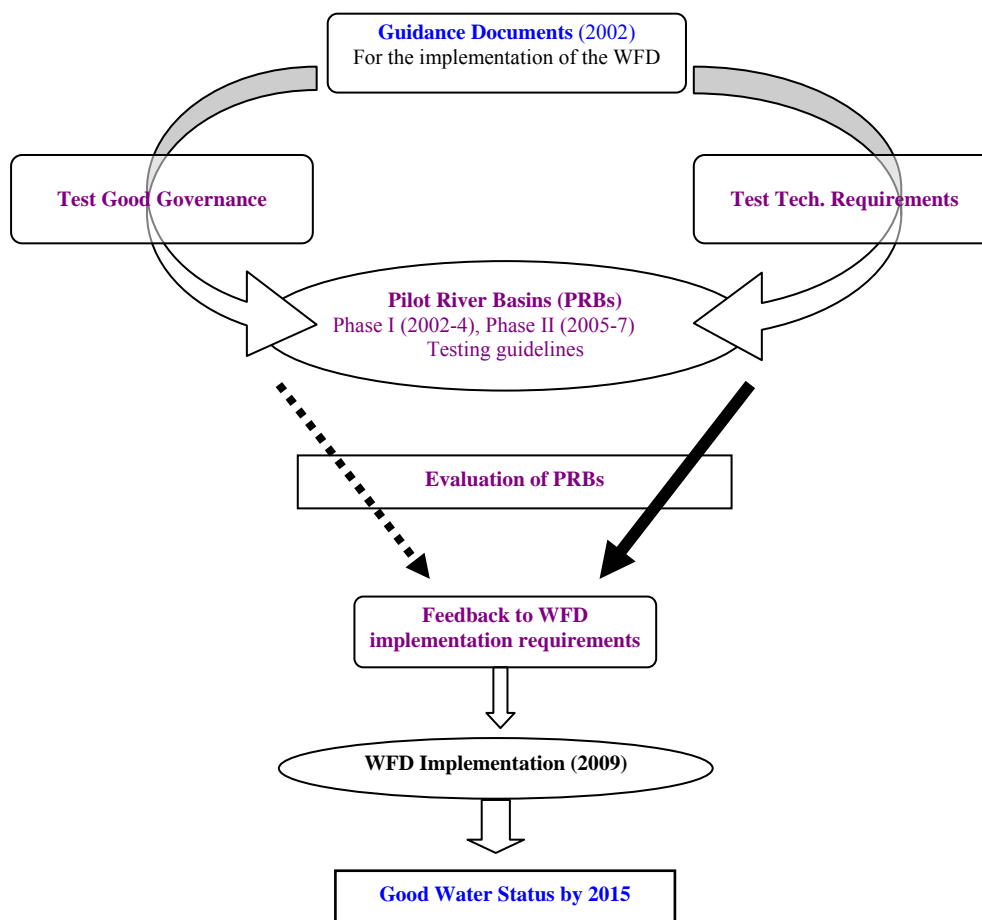 Guidance Documents (2002)
For the implementation of the WFD
Test Good Governance
Test Tech. Requirements
Pilot River Basins (PRBs)
Phase I (2002-4), Phase II (2005-7)
Testing guidelines
Evaluation of PRBs
Feedback to WFD
implementation requirements
WFD Implementation (2009)
Good Water Status by 2015